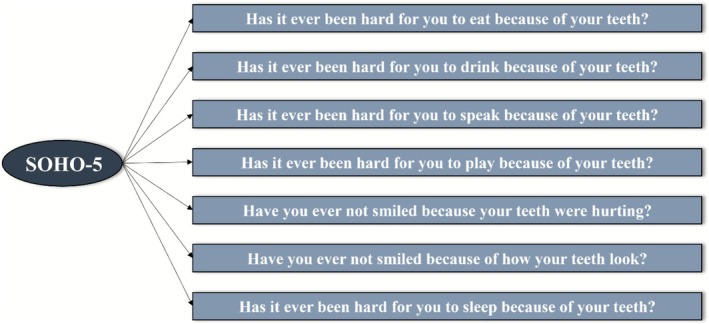 Has it ever been hard for you to eat because of your teeth?
Has it ever been hard for you to drink because of your teeth?
Has it ever been hard for you to speak because of your teeth?
SOHO-5
Has it ever been hard for you to play because of your teeth?
Have you ever not smiled because your teeth were hurting?
Have you ever not smiled because of how your teeth look?
Has it ever been hard for you to sleep because of your teeth?